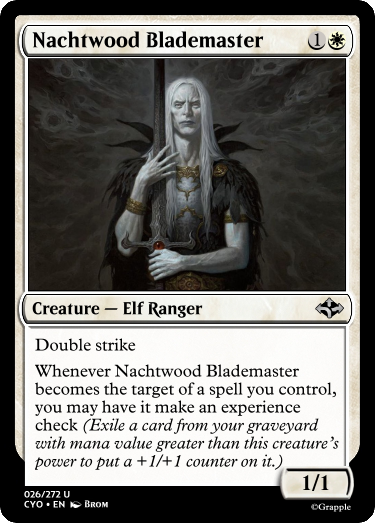 Nachtwood Blademaster 1
Creature — Elf Ranger
Double strike
Whenever Nachtwood Blademaster
becomes the target of a spell you control,
you may have it make an experience
check (Exile a card from your graveyard
with mana value greater than this creature's
power to put a +1/+1 counter on it.)
1/1
026/272 U
CYO • EN Brom
©Grapple